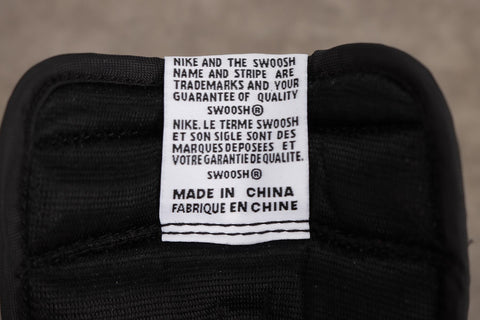 NIKE AND THE SWOOSH
NAME AND STRIPE ARE
TRADEMARKS AND YOUR
GUARANTEE OF QUALITY
SWOOSH®
NIKE. LE TERME SWOOSH
ET SON SIGLE SONT DES
MARQUES DEPOSEES ET
VOTRE GARANTIE DE QUALITE.
SWOOSH®
MADE IN CHINA
FABRIQUE EN CHINE